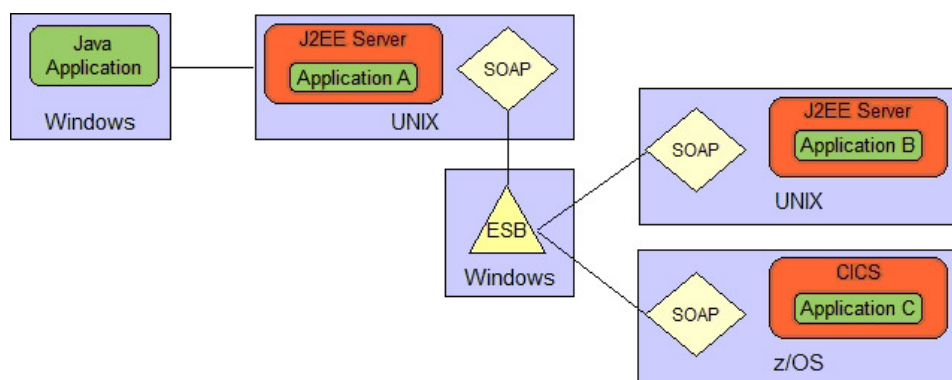 Java
Application
Windows
J2EE Server
Application A
SOAP
UNIX
ESB
Windows
SOAP
J2EE Server
Application B
UNIX
SOAP
CICS
Application C
z/OS